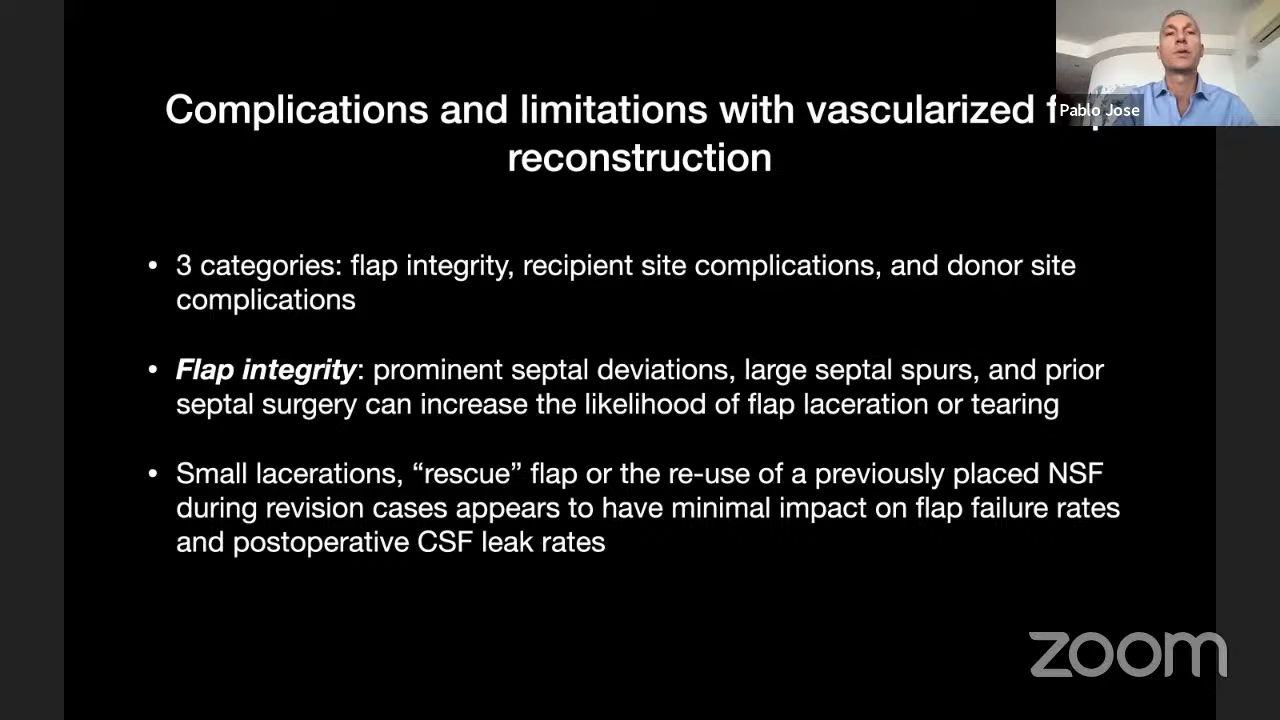 Complications and limitations with vascularized
reconstruction
Pablo Jose
• 3 categories: flap integrity, recipient site complications, and donor site
complications
• Flap integrity: prominent septal deviations, large septal spurs, and prior
septal surgery can increase the likelihood of flap laceration or tearing
• Small lacerations, “rescue” flap or the re-use of a previously placed NSF
during revision cases appears to have minimal impact on flap failure rates
and postoperative CSF leak rates
zoom